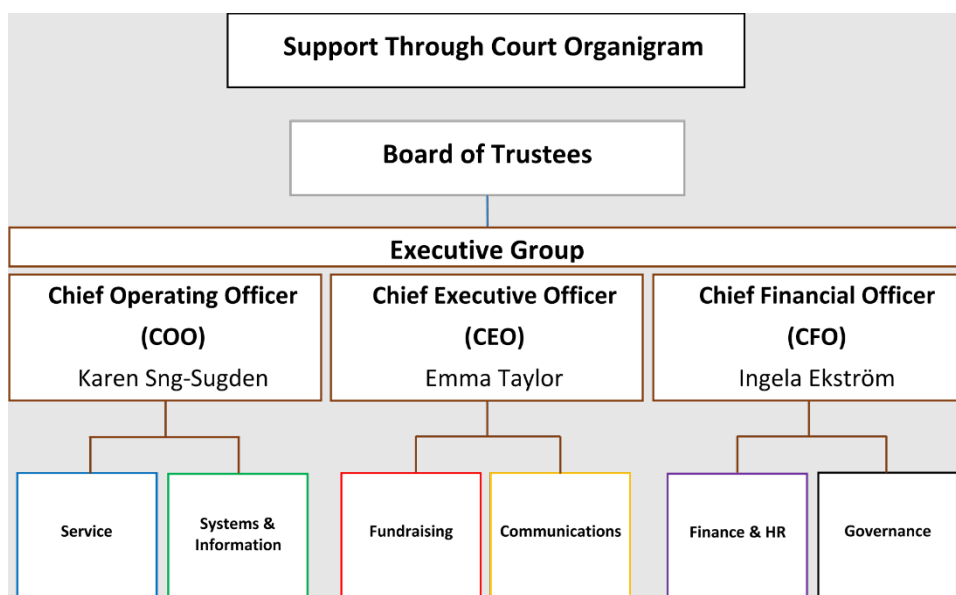 Support Through Court Organigram
Board of Trustees
Executive Group
Chief Operating Officer
(COO)
Karen Sng-Sugden
Chief Executive Officer
(CEO)
Emma Taylor
Chief Financial Officer
(CFO)
Ingela Ekström
Service
Systems &
Information
Fundraising
Communications
Finance & HR
Governance